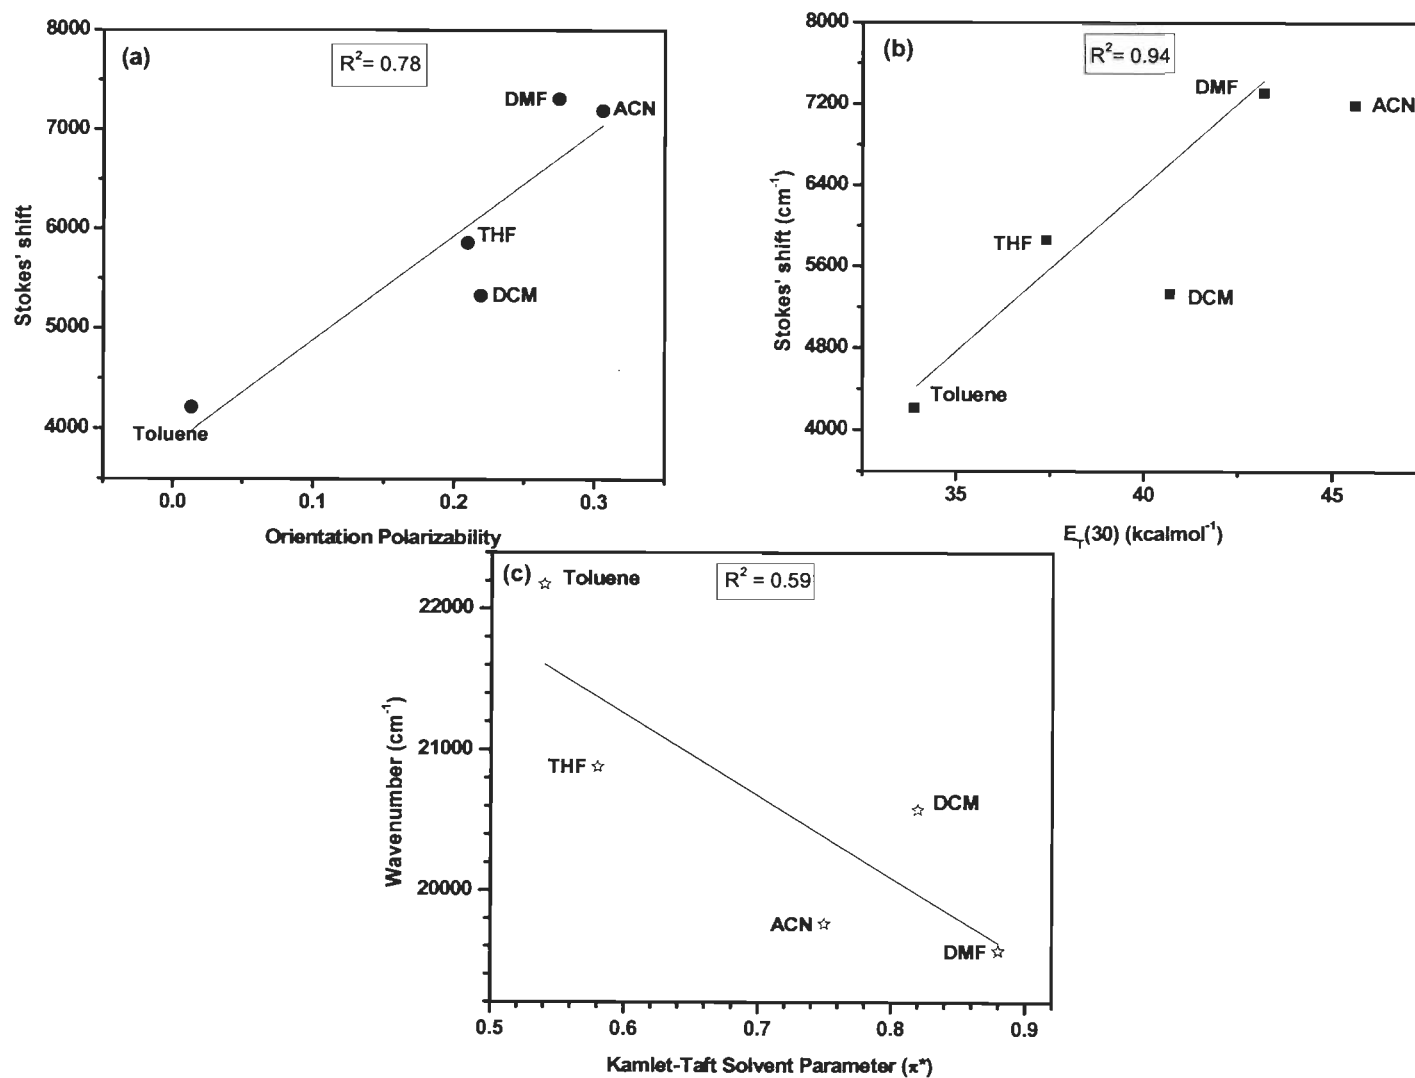 (a)
R²= 0.78
8000
7000
6000
5000
4000
Stokes' shift
DMF
ACN
THF
DCM
Toluene
0.0 0.1 0.2 0.3
Orientation Polarizability
(b)
R²= 0.94
8000
7200
6400
5600
4800
4000
Stokes' shift (cm⁻¹)
DMF
ACN
THF
DCM
Toluene
35 40 45
E_T(30) (kcalmol⁻¹)
(c)
R² = 0.59
22000
21000
20000
Wavenumber (cm⁻¹)
Toluene
THF
DCM
ACN
DMF
0.5 0.6 0.7 0.8 0.9
Kamlet-Taft Solvent Parameter (π*)